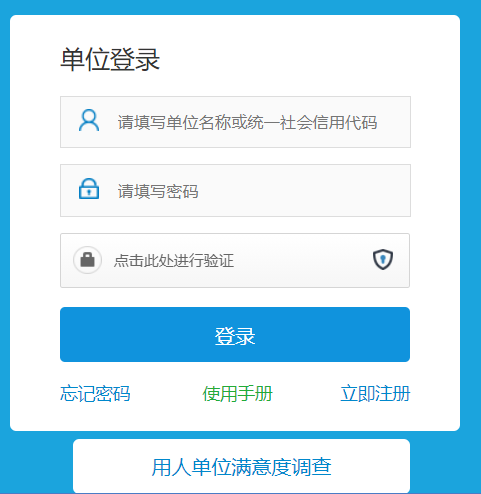 单位登录
请填写单位名称或统一社会信用代码
请填写密码
点击此处进行验证
登录
忘记密码 使用手册 立即注册
用人单位满意度调查